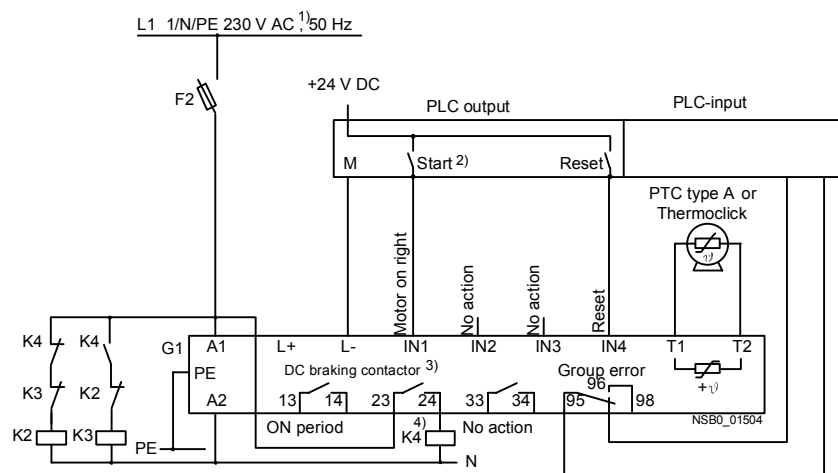 L1 1/N/PE 230 V AC ,1) 50 Hz
F2
+24 V DC
PLC output
PLC-input
M
Start 2)
Reset
PTC type A or
Thermoclick
ϑ
Motor on right
No action
No action
Reset
K4
K4
G1
A1
L+
L-
IN1
IN2
IN3
IN4
T1
T2
PE
DC braking contactor 3)
Group error
+ϑ
K3
K2
A2
13
14
23
24
33
34
95
96
98
NSB0_01504
ON period
4)
K4
No action
K2
K3
PE
N